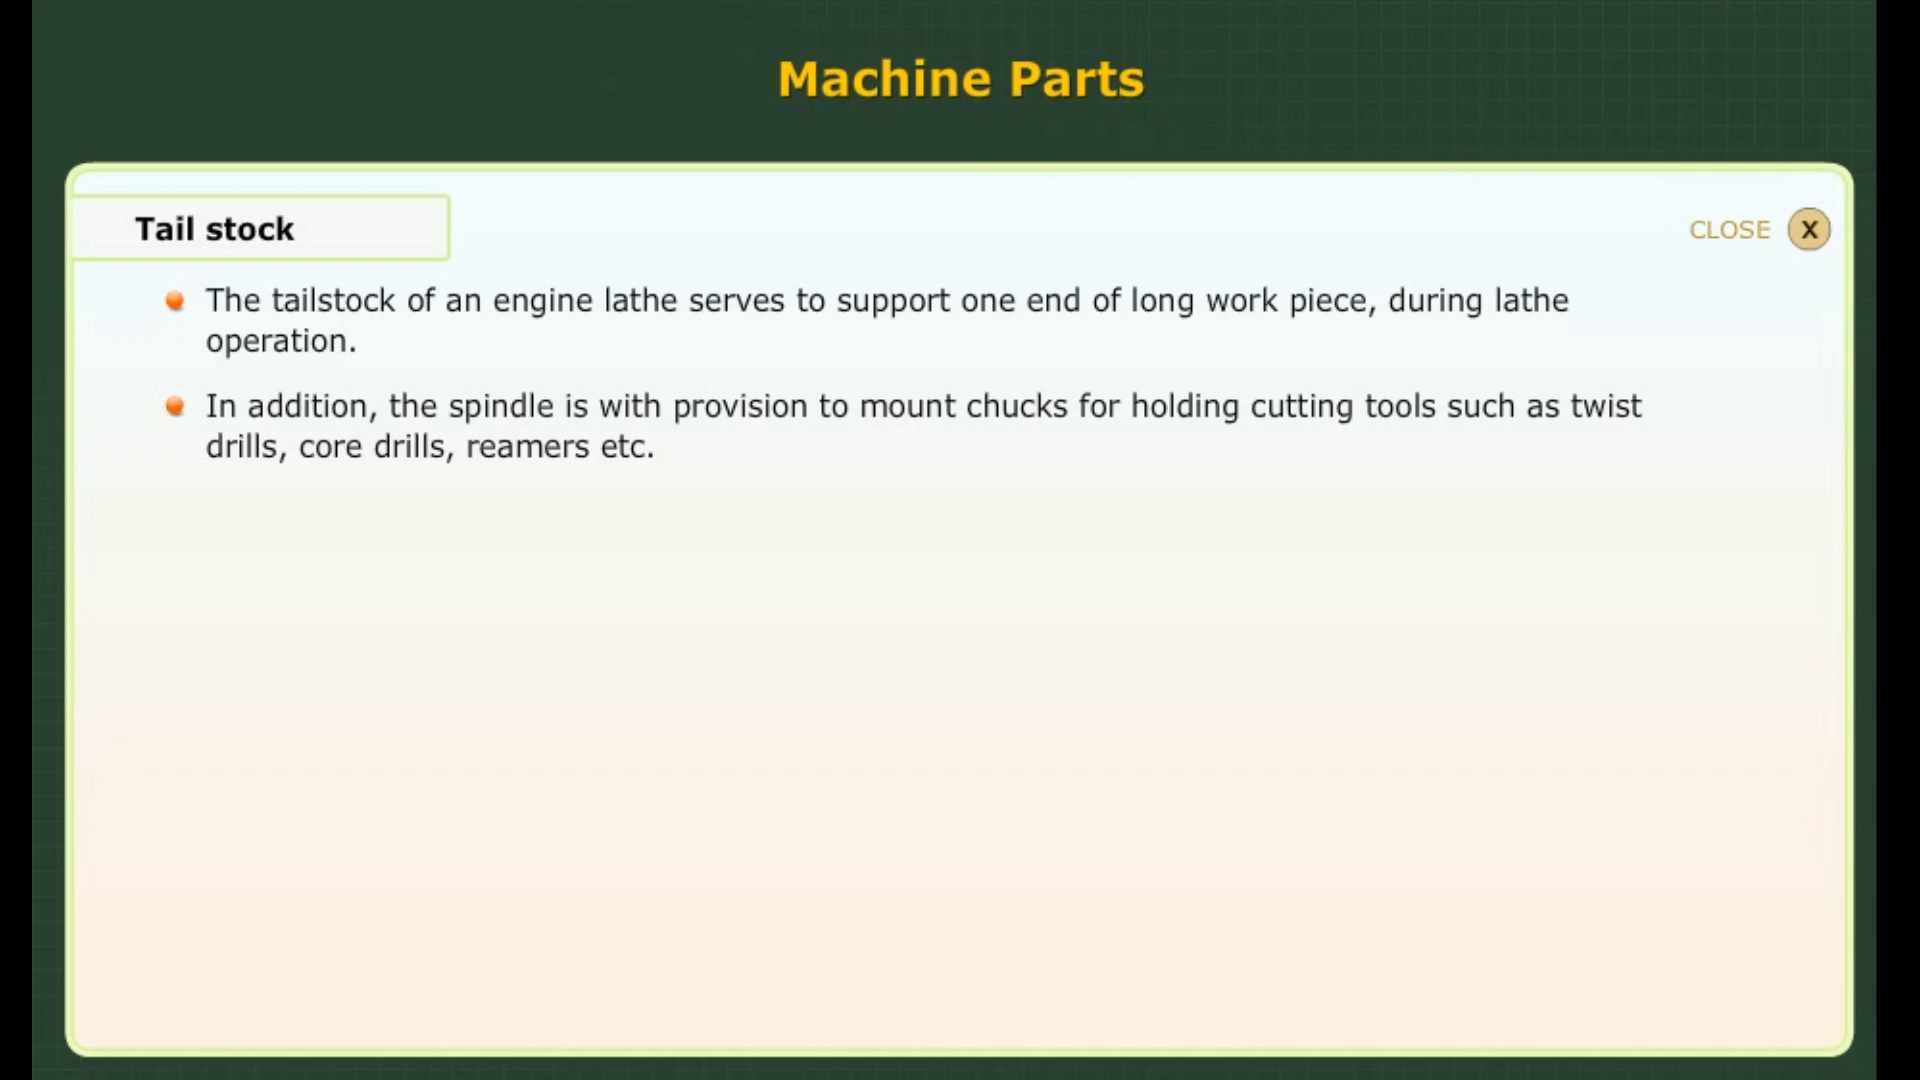 Machine Parts
Tail stock
CLOSE X
The tailstock of an engine lathe serves to support one end of long work piece, during lathe
operation.
In addition, the spindle is with provision to mount chucks for holding cutting tools such as twist
drills, core drills, reamers etc.